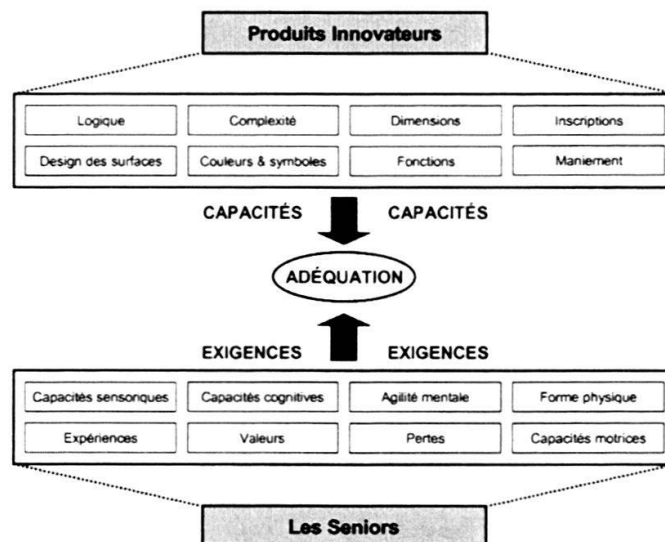 Produits Innovateurs
Logique Complexité Dimensions Inscriptions
Design des surfaces Couleurs & symboles Fonctions Maniement
CAPACITÉS CAPACITÉS
ADÉQUATION
EXIGENCES EXIGENCES
Capacités sensoriques Capacités cognitives Agilité mentale Forme physique
Expériences Valeurs Pertes Capacités motrices
Les Seniors